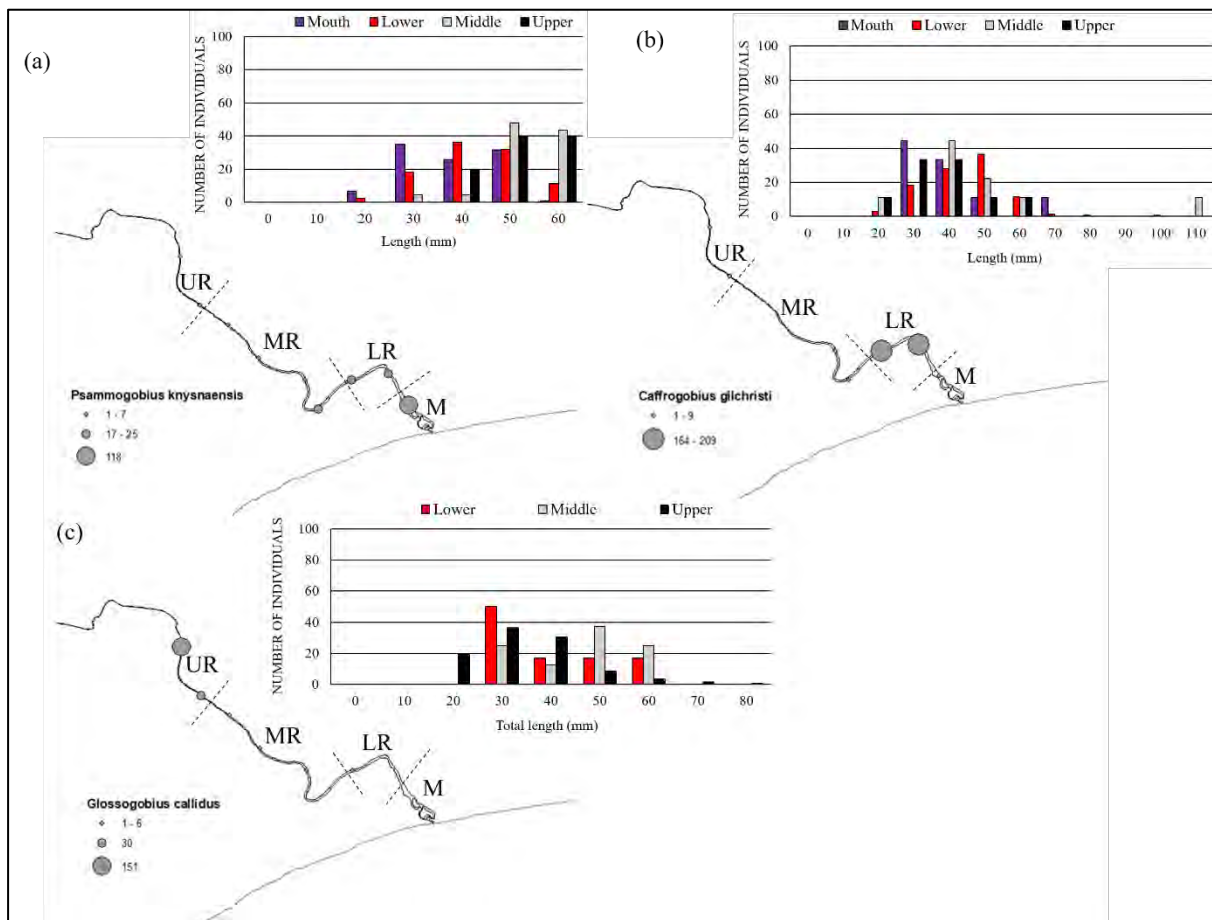 (a)
Mouth Lower Middle Upper
100
80
60
40
20
0
NUMBER OF INDIVIDUALS
0 10 20 30 40 50 60
Length (mm)
UR
MR
LR
M
Psammogobius knysnaensis
1 - 7
17 - 25
118
(b)
Mouth Lower Middle Upper
100
80
60
40
20
0
NUMBER OF INDIVIDUALS
0 10 20 30 40 50 60 70 80 90 100 110
Length (mm)
UR
MR
LR
M
Caffrogobius gilchristi
1 - 9
164 - 209
(c)
Lower Middle Upper
100
80
60
40
20
0
NUMBER OF INDIVIDUALS
0 10 20 30 40 50 60 70 80
Total length (mm)
UR
MR
LR
M
Glossogobius callidus
1 - 6
30
151